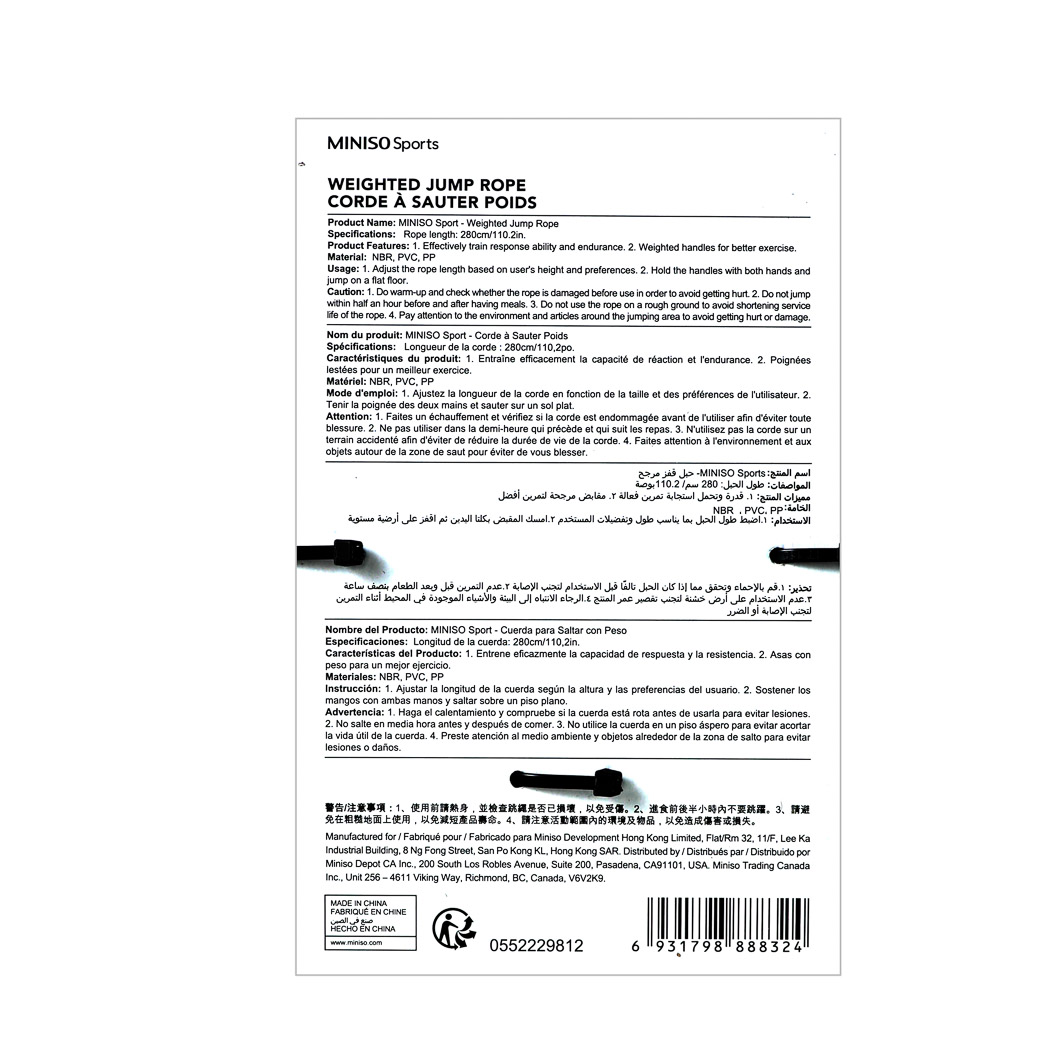 MINISO Sports
WEIGHTED JUMP ROPE
CORDE À SAUTER POIDS
Product Name: MINISO Sport - Weighted Jump Rope
Specifications: Rope length: 280cm/110.2in.
Product Features: 1. Effectively train response ability and endurance. 2. Weighted handles for better exercise.
Material: NBR, PVC, PP
Usage: 1. Adjust the rope length based on user's height and preferences. 2. Hold the handles with both hands and
jump on a flat floor.
Caution: 1. Do warm-up and check whether the rope is damaged before use in order to avoid getting hurt. 2. Do not jump
within half an hour before and after having meals. 3. Do not use the rope on a rough ground to avoid shortening service
life of the rope. 4. Pay attention to the environment and articles around the jumping area to avoid getting hurt or damage.
Nom du produit: MINISO Sport - Corde à Sauter Poids
Spécifications: Longueur de la corde : 280cm/110,2po.
Caractéristiques du produit: 1. Entraîne efficacement la capacité de réaction et l'endurance. 2. Poignées
lestées pour un meilleur exercice.
Matériel: NBR, PVC, PP
Mode d'emploi: 1. Ajustez la longueur de la corde en fonction de la taille et des préférences de l'utilisateur. 2.
Tenir la poignée des deux mains et sauter sur un sol plat.
Attention: 1. Faites un échauffement et vérifiez si la corde est endommagée avant de l'utiliser afin d'éviter toute
blessure. 2. Ne pas utiliser dans la demi-heure qui précède et qui suit les repas. 3. N'utilisez pas la corde sur un
terrain accidenté afin d'éviter de réduire la durée de vie de la corde. 4. Faites attention à l'environnement et aux
objets autour de la zone de saut pour éviter de vous blesser.
اسم المنتج: MINISO Sports- حبل قفز مرجح
المواصفات: طول الحبل: 280 سم/ 110.2بوصة
مميزات المنتج: ١. قدرة وتحمل استجابة تمرين فعالة ٢. مقابض مرجحة لتمرين أفضل
الخامة: NBR ، PVC، PP
الاستخدام: ١.اضبط طول الحبل بما يناسب طول وتفضيلات المستخدم ٢.امسك المقبض بكلتا اليدين ثم اقفز على أرضية مستوية
تحذير: ١.قم بالإحماء وتحقق مما إذا كان الحبل تالفًا قبل الاستخدام لتجنب الإصابة ٢.عدم التمرين قبل وبعد الطعام بنصف ساعة
٣.عدم الاستخدام على أرض خشنة لتجنب تقصير عمر المنتج ٤.الرجاء الانتباه إلى البيئة والأشياء الموجودة في المحيط أثناء التمرين
لتجنب الإصابة أو الضرر
Nombre del Producto: MINISO Sport - Cuerda para Saltar con Peso
Especificaciones: Longitud de la cuerda: 280cm/110,2in.
Características del Producto: 1. Entrene eficazmente la capacidad de respuesta y la resistencia. 2. Asas con
peso para un mejor ejercicio.
Materiales: NBR, PVC, PP
Instrucción: 1. Ajustar la longitud de la cuerda según la altura y las preferencias del usuario. 2. Sostener los
mangos con ambas manos y saltar sobre un piso plano.
Advertencia: 1. Haga el calentamiento y compruebe si la cuerda está rota antes de usarla para evitar lesiones.
2. No salte en media hora antes y después de comer. 3. No utilice la cuerda en un piso áspero para evitar acortar
la vida útil de la cuerda. 4. Preste atención al medio ambiente y objetos alrededor de la zona de salto para evitar
lesiones o daños.
警告/注意事項：1、使用前請熱身，並檢查跳繩是否已損壞，以免受傷。2、進食前後半小時內不要跳躍。3、請避
免在粗糙地面上使用，以免減短產品壽命。4、請注意活動範圍內的環境及物品，以免造成傷害或損失。
Manufactured for / Fabriqué pour / Fabricado para Miniso Development Hong Kong Limited, Flat/Rm 32, 11/F, Lee Ka
Industrial Building, 8 Ng Fong Street, San Po Kong KL, Hong Kong SAR. Distributed by / Distribués par / Distribuido por
Miniso Depot CA Inc., 200 South Los Robles Avenue, Suite 200, Pasadena, CA91101, USA. Miniso Trading Canada
Inc., Unit 256 – 4611 Viking Way, Richmond, BC, Canada, V6V2K9.
MADE IN CHINA
FABRIQUÉ EN CHINE
صنع في الصين
HECHO EN CHINA
www.miniso.com
0552229812
6 931798 888324